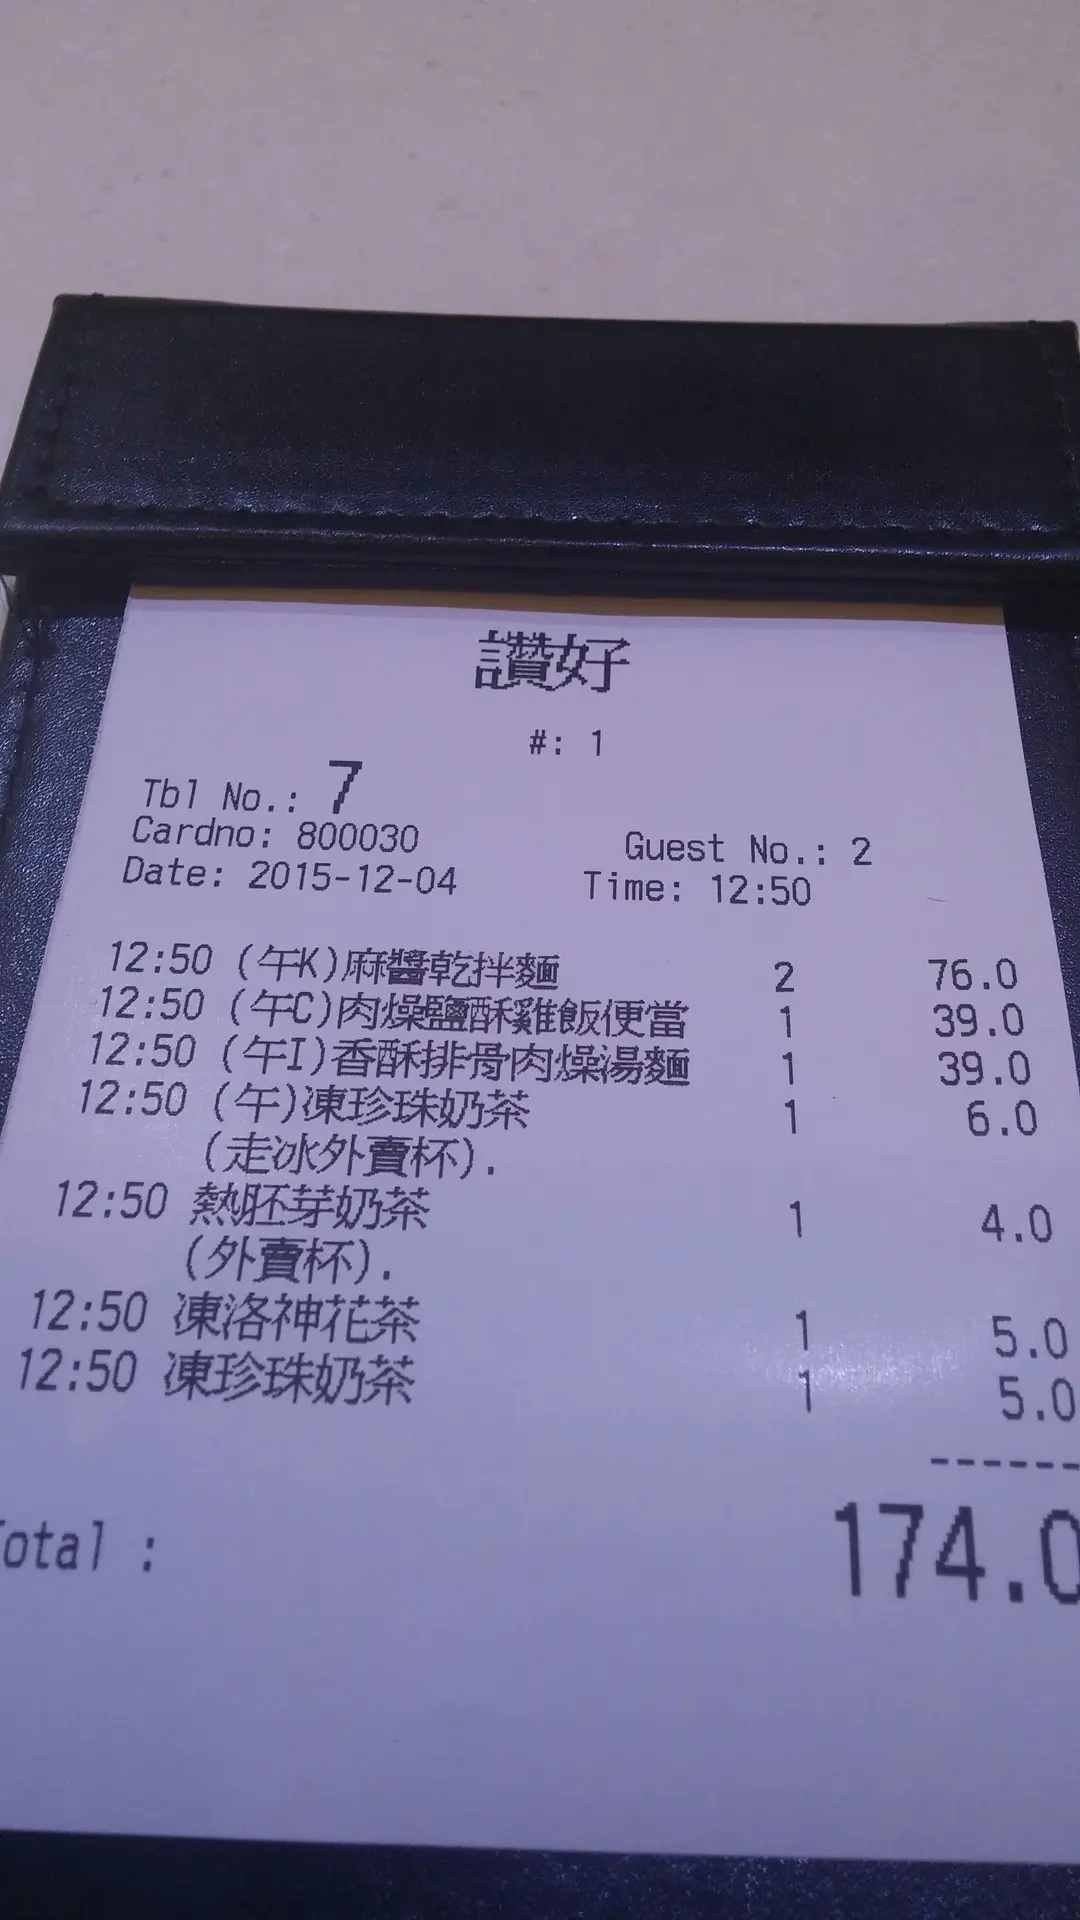 讚好
#: 1
Tbl No.: 7
Cardno: 800030 Guest No.: 2
Date: 2015-12-04 Time: 12:50
12:50 (午K)麻醬乾拌麵 2 76.0
12:50 (午C)肉燥鹽酥雞飯便當 1 39.0
12:50 (午I)香酥排骨肉燥湯麵 1 39.0
12:50 (午)凍珍珠奶茶 1 6.0
(走冰外賣杯).
12:50 熱胚芽奶茶 1 4.0
(外賣杯).
12:50 凍洛神花茶 1 5.0
12:50 凍珍珠奶茶 1 5.0
------
Total : 174.0